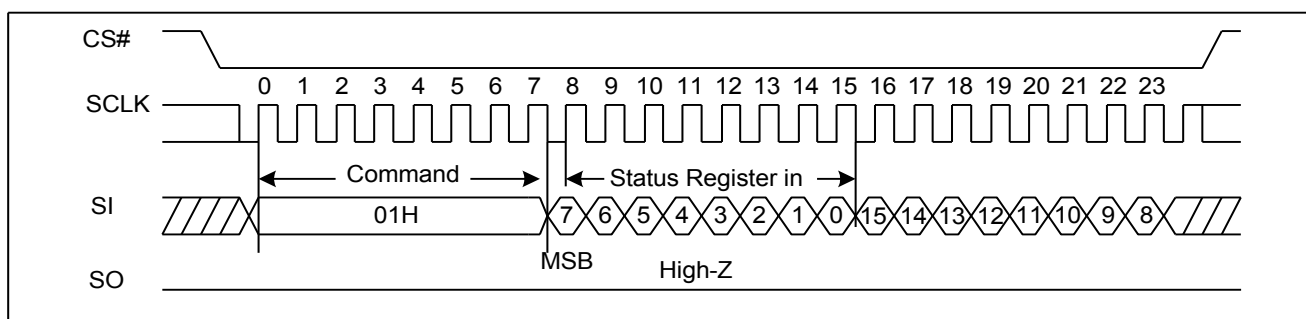 CS#
0 1 2 3 4 5 6 7 8 9 10 11 12 13 14 15 16 17 18 19 20 21 22 23
SCLK
Command Status Register in
SI 01H 7 6 5 4 3 2 1 0 15 14 13 12 11 10 9 8
MSB High-Z
SO